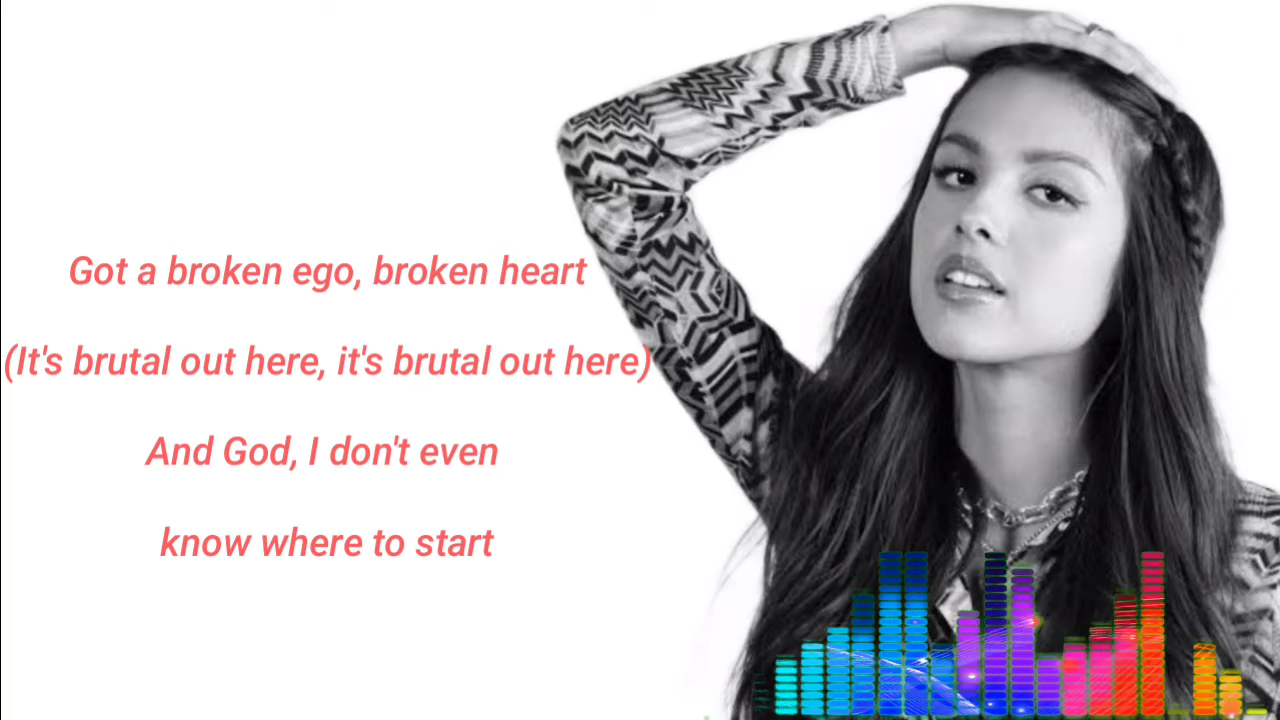 Got a broken ego, broken heart
(It's brutal out here, it's brutal out here)
And God, I don't even
know where to start